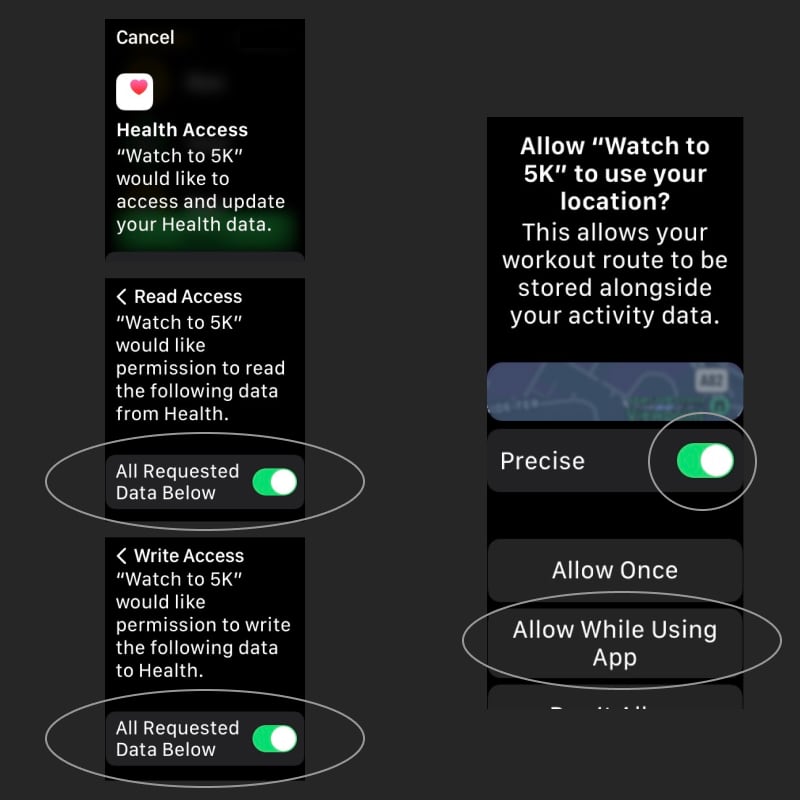 Cancel
Health Access
“Watch to 5K”
would like to
access and update
your Health data.
Read Access
“Watch to 5K”
would like
permission to read
the following data
from Health.
All Requested
Data Below
Write Access
“Watch to 5K”
would like
permission to write
the following data
to Health.
All Requested
Data Below
Allow “Watch to
5K” to use your
location?
This allows your
workout route to be
stored alongside
your activity data.
A82
Precise
Allow Once
Allow While Using
App